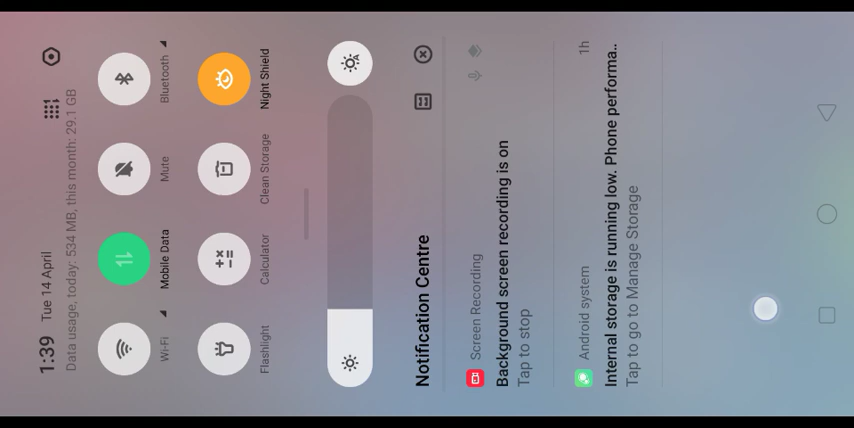 1:39 Tue 14 April
Data usage, today: 534 MB, this month: 29.1 GB
Wi-Fi
Mobile Data
Mute
Bluetooth
Flashlight
Calculator
Clean Storage
Night Shield
Notification Centre
Screen Recording
Background screen recording is on
Tap to stop
Android system 1h
Internal storage is running low. Phone performa..
Tap to go to Manage Storage